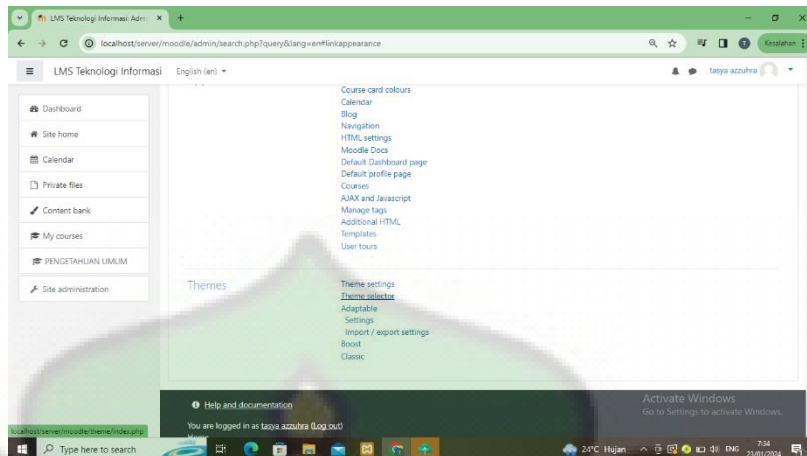 LMS Teknologi Informasi: Admi
localhost/server/moodle/admin/search.php?query&lang=en#linkappearance
Kesalahan
LMS Teknologi Informasi
English (en)
tasya azzuhra
Dashboard
Site home
Calendar
Private files
Content bank
My courses
PENGETAHUAN UMUM
Site administration
Course card colours
Calendar
Blog
Navigation
HTML settings
Moodle Docs
Default Dashboard page
Default profile page
Courses
AJAX and Javascript
Manage tags
Additional HTML
Templates
User tours
Themes
Theme settings
Theme selector
Adaptable
Settings
Import / export settings
Boost
Classic
Help and documentation
You are logged in as tasya azzuhra (Log out)
Activate Windows
Go to Settings to activate Windows.
localhost/server/moodle/theme/index.php
Type here to search
24°C Hujan
ENG
7:34
23/01/2024